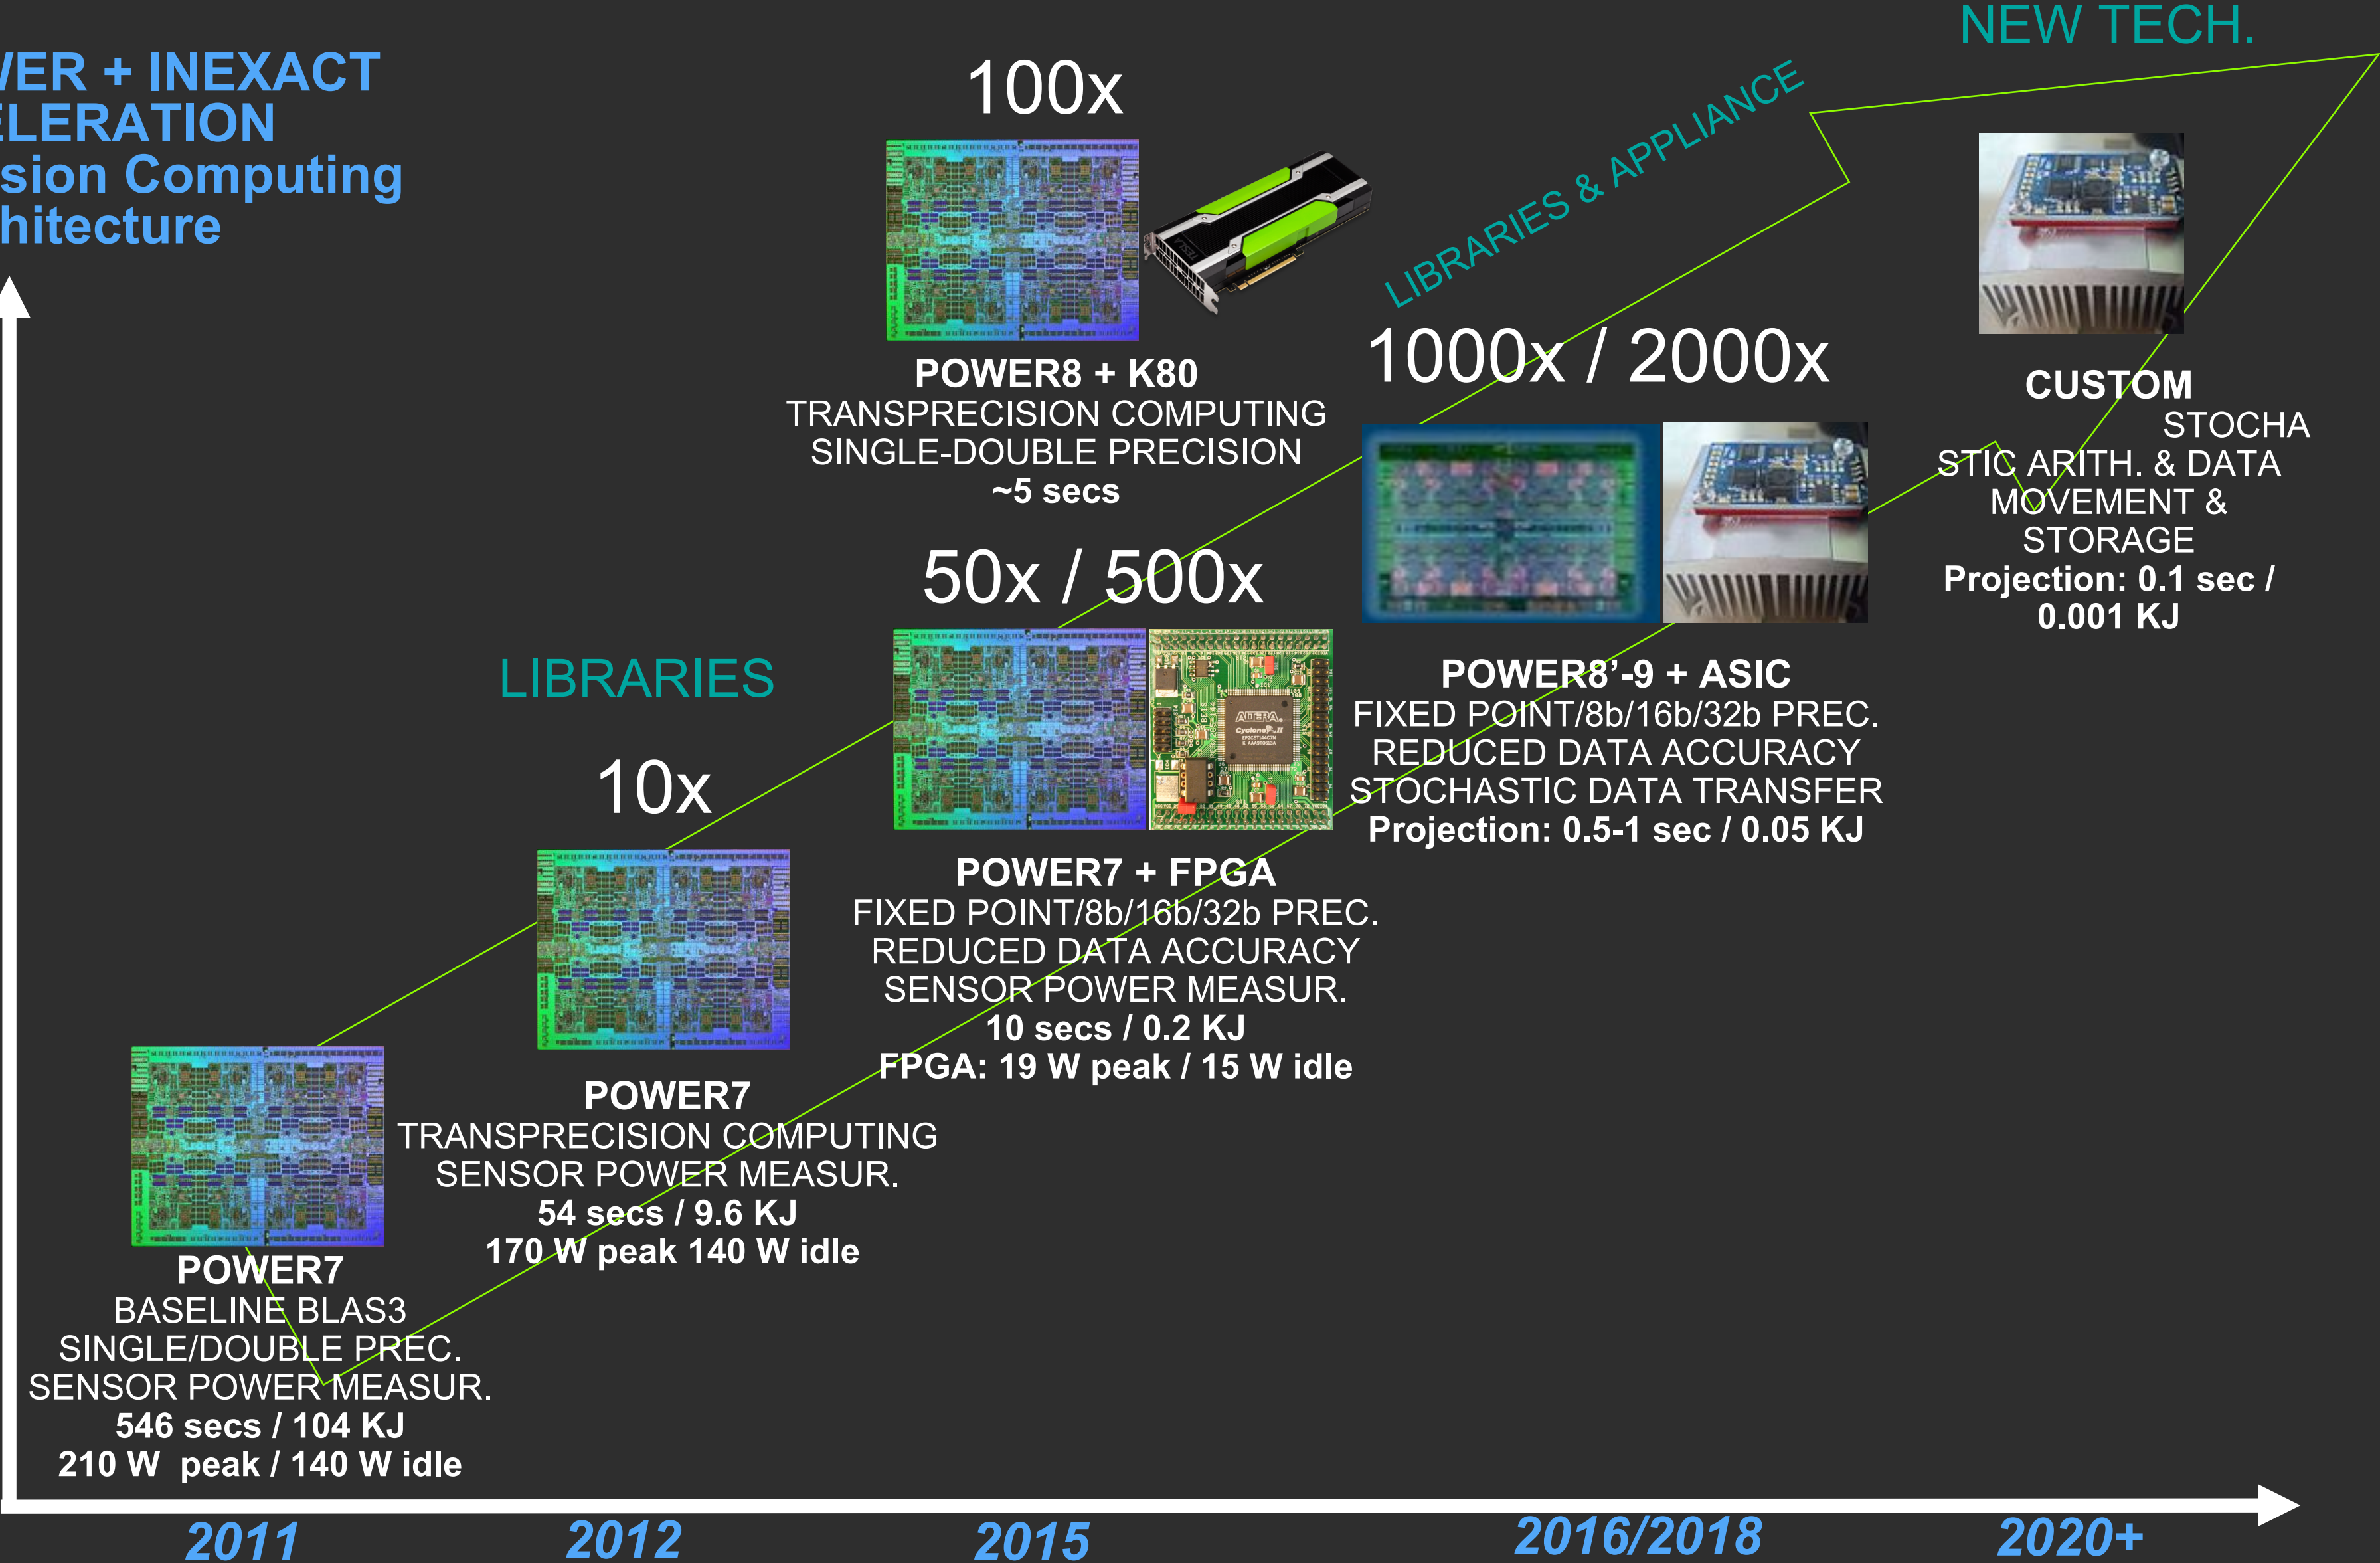 WER + INEXACT
ELERATION
sion Computing
hitecture
NEW TECH.
LIBRARIES & APPLIANCE
LIBRARIES
100x
TESLA
POWER8 + K80
TRANSPRECISION COMPUTING
SINGLE-DOUBLE PRECISION
~5 secs
1000x / 2000x
POWER8’-9 + ASIC
FIXED POINT/8b/16b/32b PREC.
REDUCED DATA ACCURACY
STOCHASTIC DATA TRANSFER
Projection: 0.5-1 sec / 0.05 KJ
CUSTOM
STOCHA
STIC ARITH. & DATA
MOVEMENT &
STORAGE
Projection: 0.1 sec /
0.001 KJ
50x / 500x
ALTERA
Cyclone II
POWER7 + FPGA
FIXED POINT/8b/16b/32b PREC.
REDUCED DATA ACCURACY
SENSOR POWER MEASUR.
10 secs / 0.2 KJ
FPGA: 19 W peak / 15 W idle
10x
POWER7
TRANSPRECISION COMPUTING
SENSOR POWER MEASUR.
54 secs / 9.6 KJ
170 W peak 140 W idle
POWER7
BASELINE BLAS3
SINGLE/DOUBLE PREC.
SENSOR POWER MEASUR.
546 secs / 104 KJ
210 W peak / 140 W idle
2011
2012
2015
2016/2018
2020+